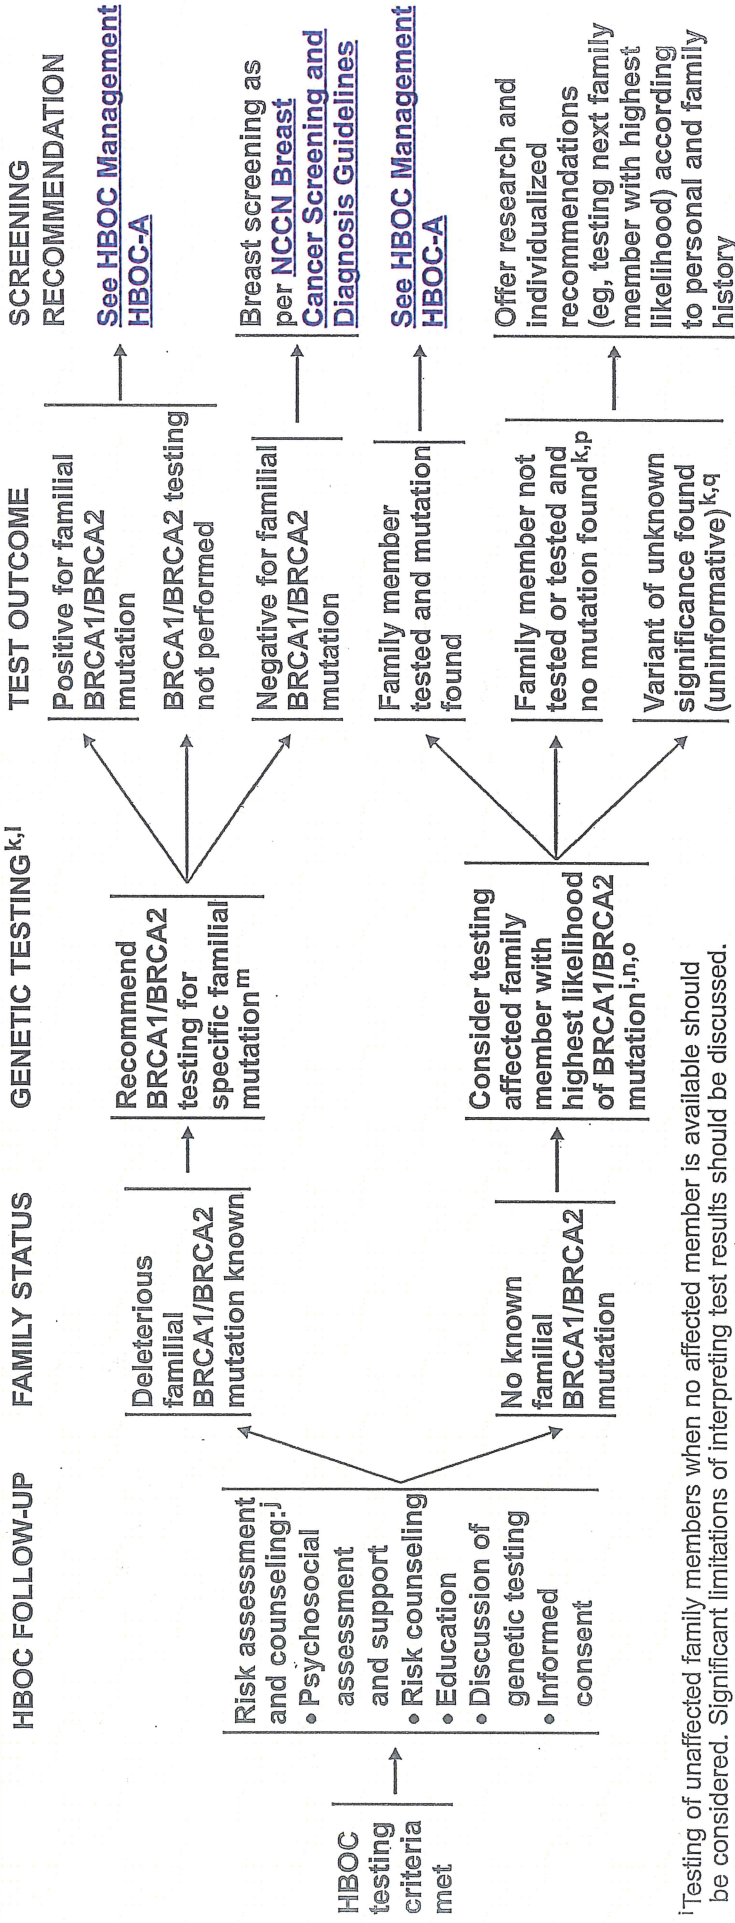 HBOC FOLLOW-UP
FAMILY STATUS
GENETIC TESTINGk,l
TEST OUTCOME
SCREENING
RECOMMENDATION
HBOC
testing
criteria
met
Risk assessment
and counseling:j
• Psychosocial
assessment
and support
• Risk counseling
• Education
• Discussion of
genetic testing
• Informed
consent
Deleterious
familial
BRCA1/BRCA2
mutation known
Recommend
BRCA1/BRCA2
testing for
specific familial
mutationm
Positive for familial
BRCA1/BRCA2
mutation
BRCA1/BRCA2 testing
not performed
See HBOC Management
HBOC-A
Negative for familial
BRCA1/BRCA2
mutation
Breast screening as
per NCCN Breast
Cancer Screening and
Diagnosis Guidelines
No known
familial
BRCA1/BRCA2
mutation
Consider testing
affected family
member with
highest likelihood
of BRCA1/BRCA2
mutationi,n,o
Family member
tested and mutation
found
See HBOC Management
HBOC-A
Family member not
tested or tested and
no mutation foundk,p
Variant of unknown
significance found
(uninformative)k,q
Offer research and
individualized
recommendations
(eg, testing next family
member with highest
likelihood) according
to personal and family
history
iTesting of unaffected family members when no affected member is available should
be considered. Significant limitations of interpreting test results should be discussed.